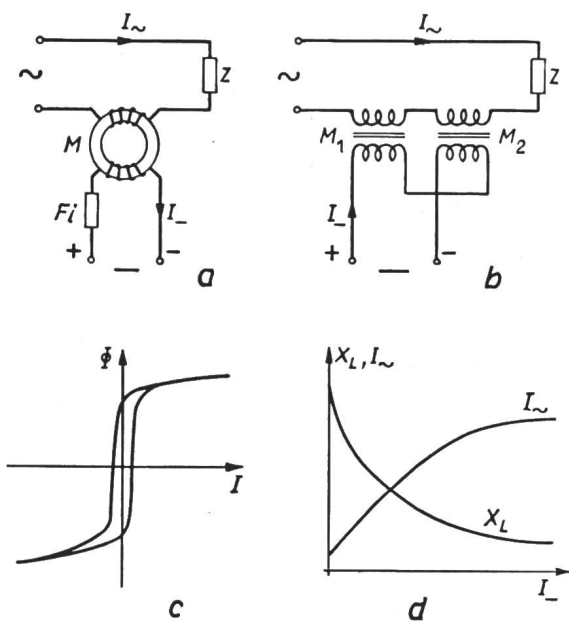 I~
~
Z
M
Fi
I_
+ — -
a
I~
~
Z
M1
M2
I_
+ — -
b
Φ
I
c
XL, I~
I~
XL
I_
d